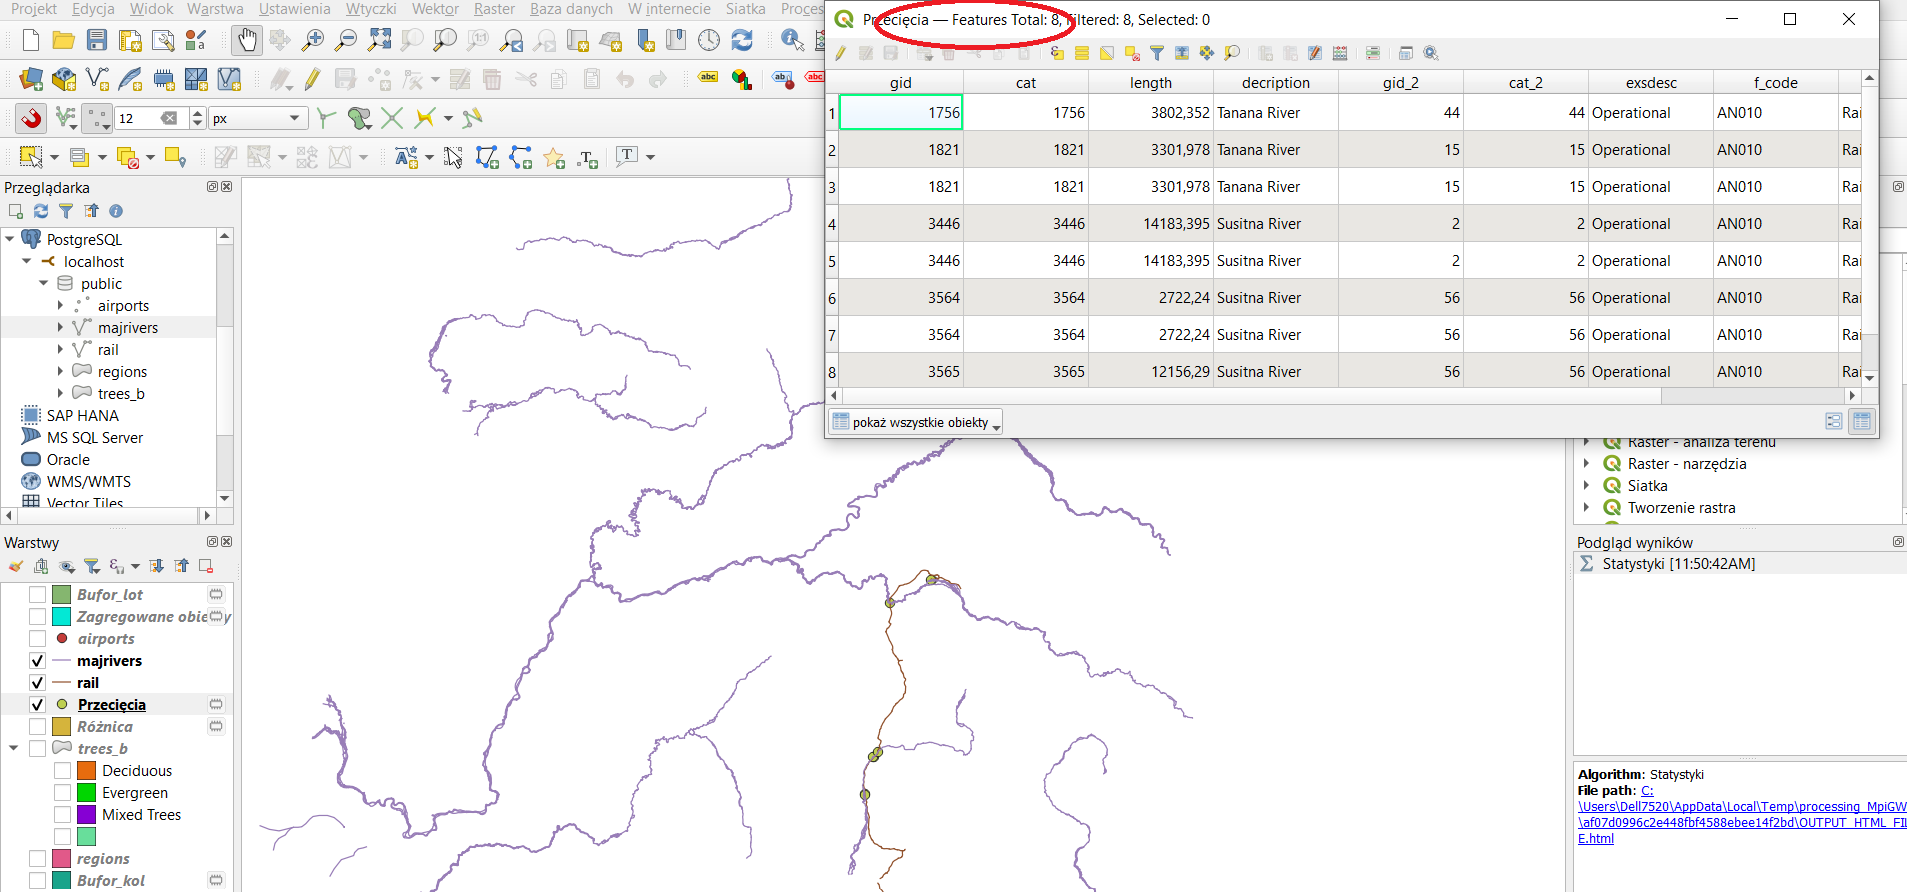 Projekt Edycja Widok Warstwa Ustawienia Wtyczki Wektor Raster Baza danych W internecie Siatka
Przecięcia — Features Total: 8, Filtered: 8, Selected: 0
12 px
gid cat length decription gid_2 cat_2 exsdesc f_code
1 1756 1756 3802,352 Tanana River 44 44 Operational AN010 Rai
2 1821 1821 3301,978 Tanana River 15 15 Operational AN010 Rai
3 1821 1821 3301,978 Tanana River 15 15 Operational AN010 Rai
4 3446 3446 14183,395 Susitna River 2 2 Operational AN010 Rai
5 3446 3446 14183,395 Susitna River 2 2 Operational AN010 Rai
6 3564 3564 2722,24 Susitna River 56 56 Operational AN010 Rai
7 3564 3564 2722,24 Susitna River 56 56 Operational AN010 Rai
8 3565 3565 12156,29 Susitna River 56 56 Operational AN010 Rai
pokaż wszystkie obiekty
abc
abc
abc
T
T
Przeglądarka
PostgreSQL
localhost
public
airports
majrivers
rail
regions
trees_b
SAP HANA
MS SQL Server
Oracle
WMS/WMTS
Vector Tiles
Warstwy
Bufor_lot
Zagregowane obie
airports
majrivers
rail
Przecięcia
Różnica
trees_b
Deciduous
Evergreen
Mixed Trees
regions
Bufor_kol
Raster - analiza terenu
Raster - narzędzia
Siatka
Tworzenie rastra
Podgląd wyników
Statystyki [11:50:42AM]
Algorithm: Statystyki
File path: C:
\Users\Dell7520\AppData\Local\Temp\processing_MpiGW
\af07d0996c2e448fbf4588ebee14f2bd\OUTPUT_HTML_FIL
E.html